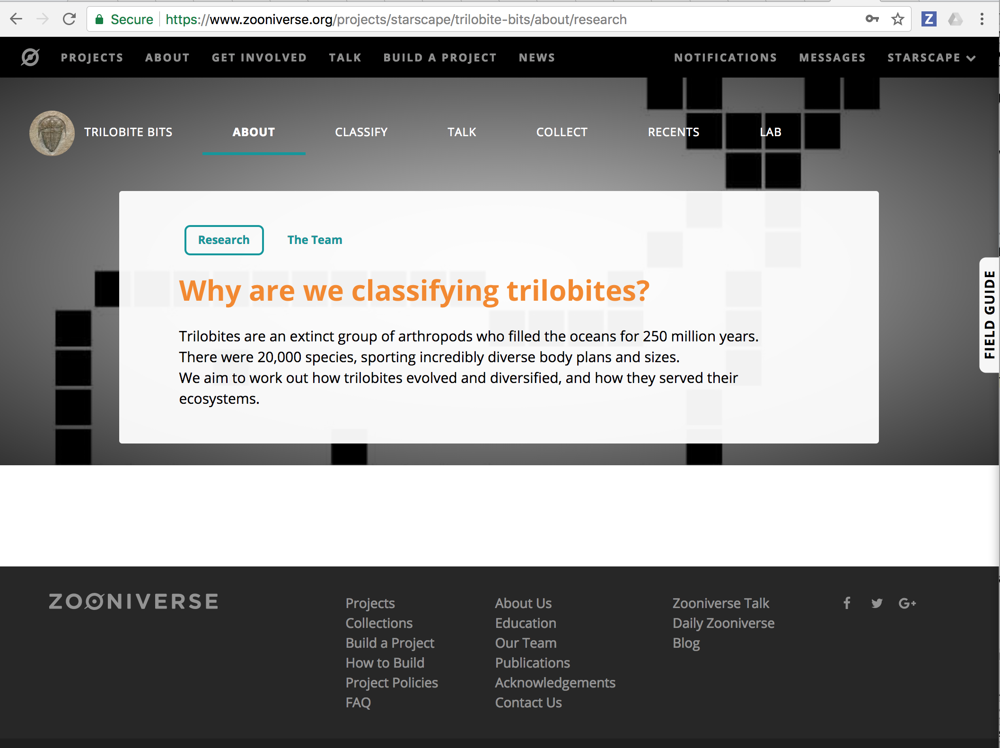 Secure https://www.zooniverse.org/projects/starscape/trilobite-bits/about/research Z
PROJECTS ABOUT GET INVOLVED TALK BUILD A PROJECT NEWS NOTIFICATIONS MESSAGES STARSCAPE
TRILOBITE BITS ABOUT CLASSIFY TALK COLLECT RECENTS LAB
Research The Team
Why are we classifying trilobites?
Trilobites are an extinct group of arthropods who filled the oceans for 250 million years.
There were 20,000 species, sporting incredibly diverse body plans and sizes.
We aim to work out how trilobites evolved and diversified, and how they served their
ecosystems.
FIELD GUIDE
ZOONIVERSE
Projects
Collections
Build a Project
How to Build
Project Policies
FAQ
About Us
Education
Our Team
Publications
Acknowledgements
Contact Us
Zooniverse Talk
Daily Zooniverse
Blog
f G+